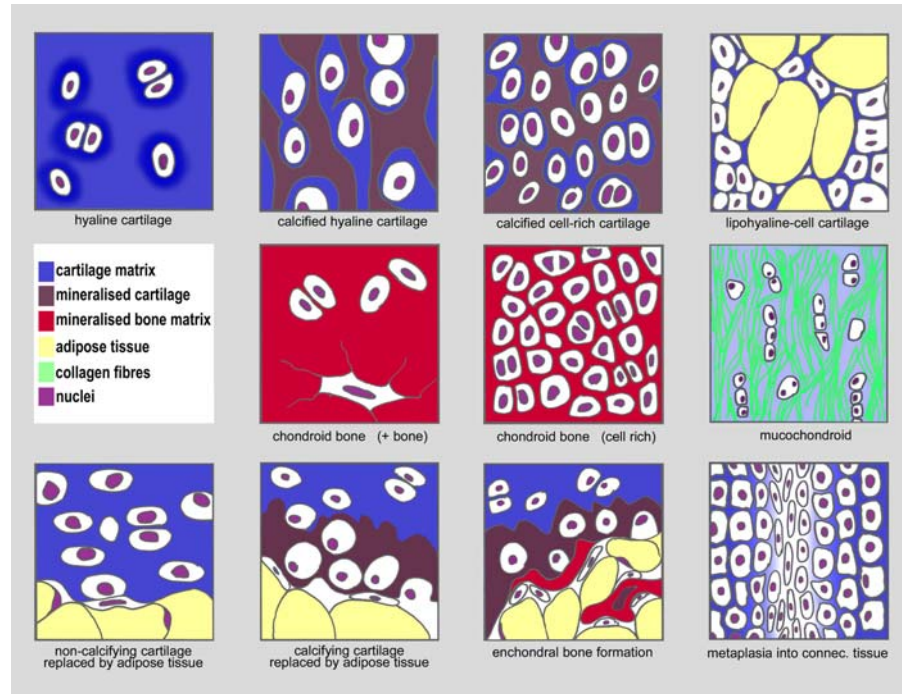 hyaline cartilage
calcified hyaline cartilage
calcified cell-rich cartilage
lipohyaline-cell cartilage
cartilage matrix
mineralised cartilage
mineralised bone matrix
adipose tissue
collagen fibres
nuclei
chondroid bone (+ bone)
chondroid bone (cell rich)
mucochondroid
non-calcifying cartilage
replaced by adipose tissue
calcifying cartilage
replaced by adipose tissue
enchondral bone formation
metaplasia into connec. tissue